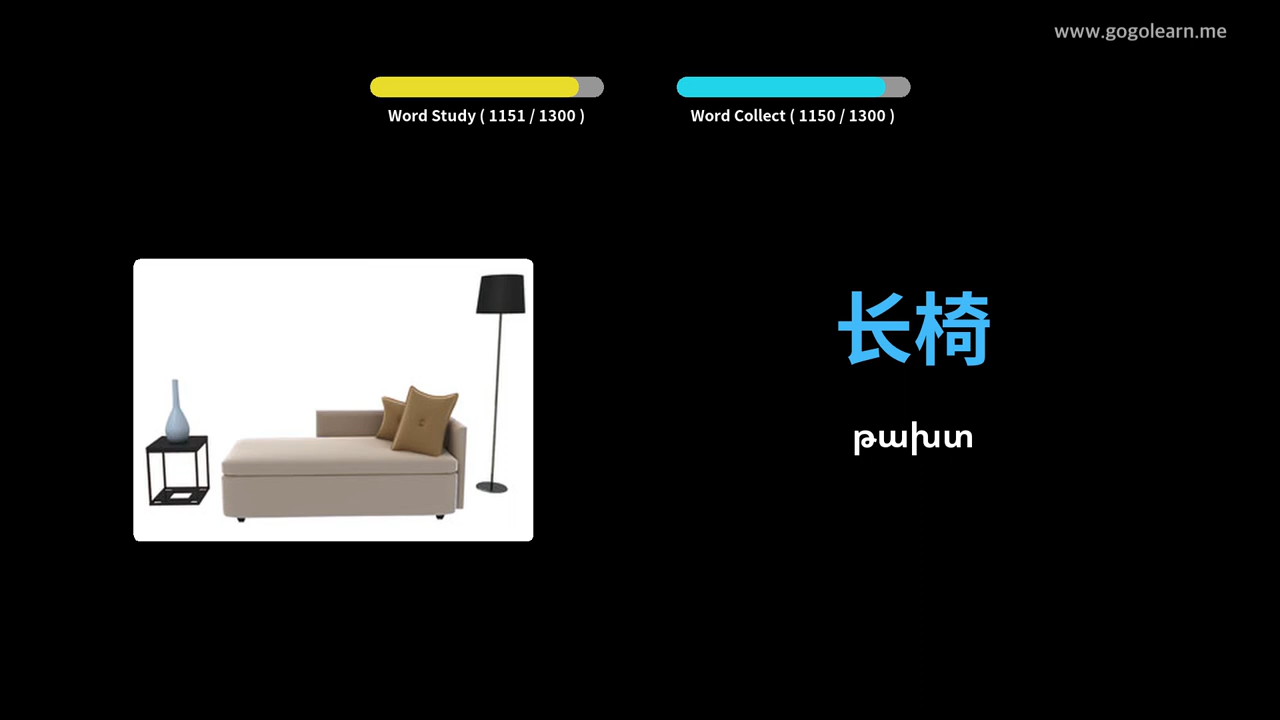 www.gogolearn.me
Word Study ( 1151 / 1300 )
Word Collect ( 1150 / 1300 )
长椅
թախտ